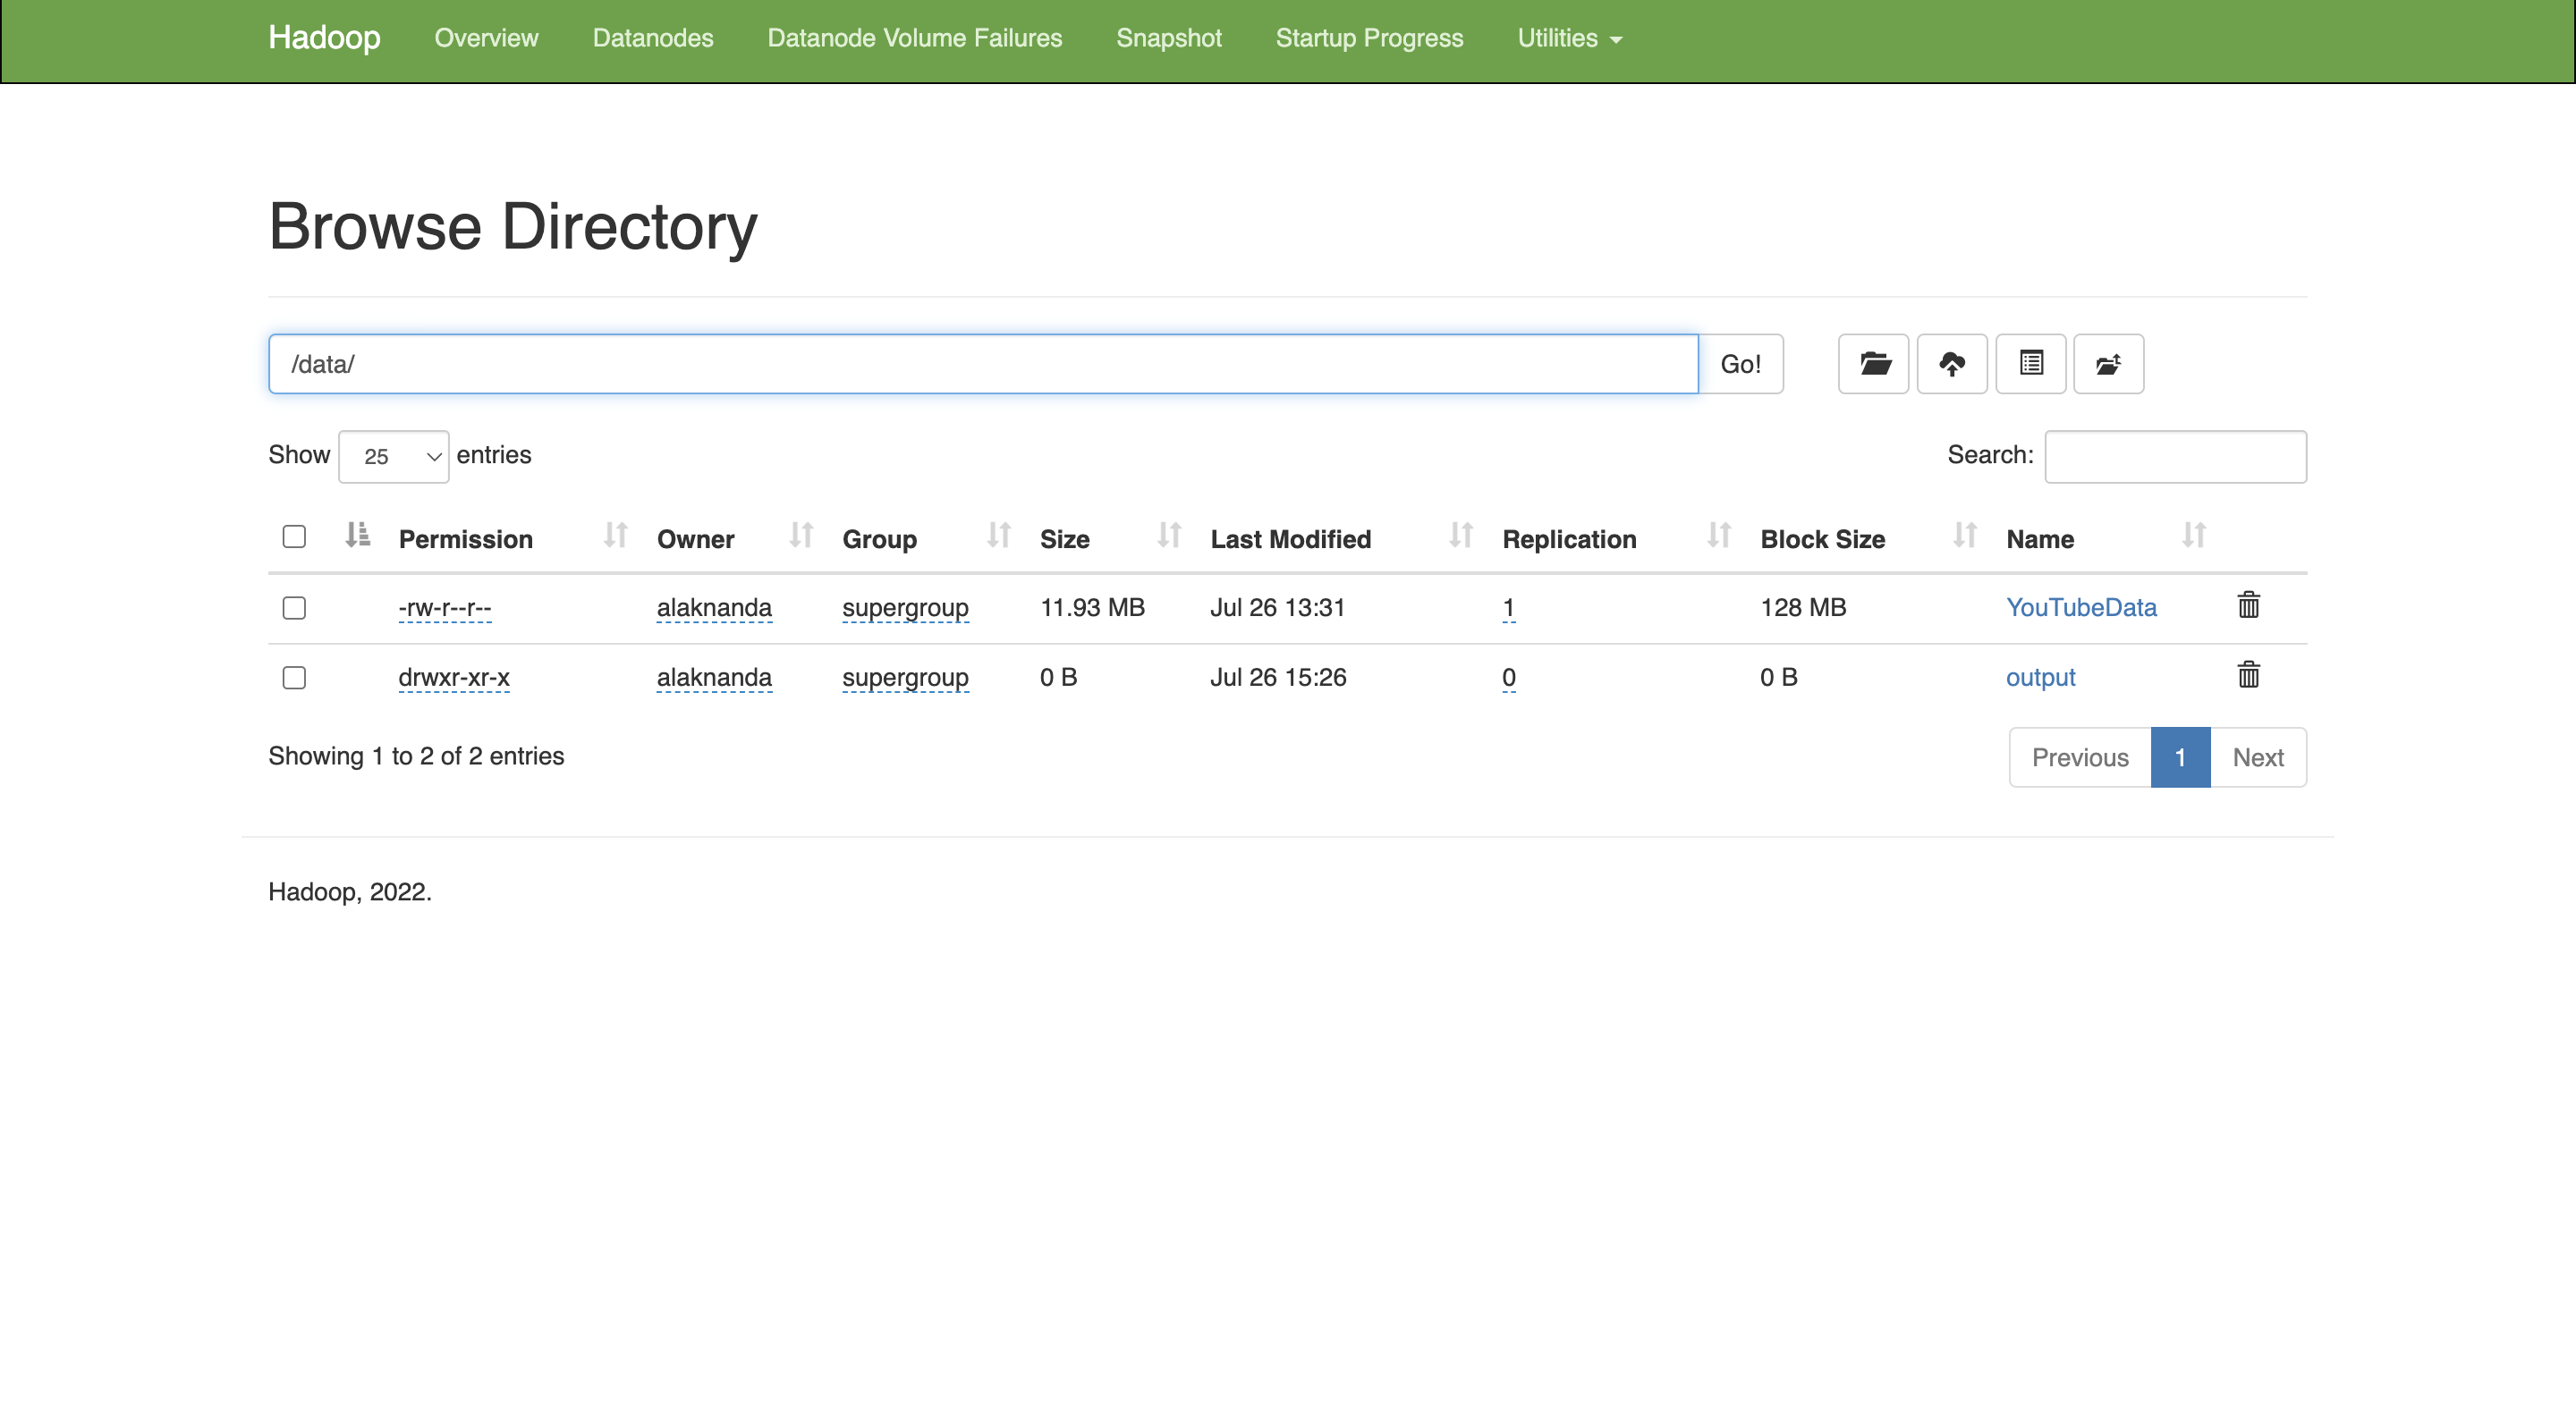 Hadoop Overview Datanodes Datanode Volume Failures Snapshot Startup Progress Utilities
Browse Directory
/data/ Go!
Show 25 entries Search:
Permission Owner Group Size Last Modified Replication Block Size Name
-rw-r--r-- alaknanda supergroup 11.93 MB Jul 26 13:31 1 128 MB YouTubeData
drwxr-xr-x alaknanda supergroup 0 B Jul 26 15:26 0 0 B output
Showing 1 to 2 of 2 entries Previous 1 Next
Hadoop, 2022.